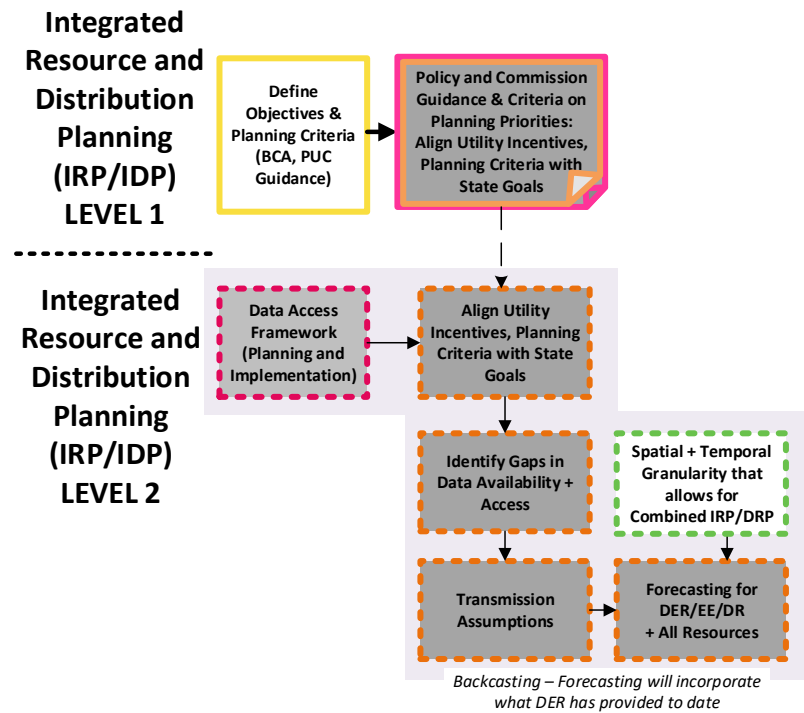 Integrated
Resource and
Distribution
Planning
(IRP/IDP)
LEVEL 1
Define
Objectives &
Planning Criteria
(BCA, PUC
Guidance)
Policy and Commission
Guidance & Criteria on
Planning Priorities:
Align Utility Incentives,
Planning Criteria with
State Goals
Integrated
Resource and
Distribution
Planning
(IRP/IDP)
LEVEL 2
Data Access
Framework
(Planning and
Implementation)
Align Utility
Incentives, Planning
Criteria with State
Goals
Identify Gaps in
Data Availability +
Access
Spatial + Temporal
Granularity that
allows for
Combined IRP/DRP
Transmission
Assumptions
Forecasting for
DER/EE/DR
+ All Resources
Backcasting – Forecasting will incorporate
what DER has provided to date